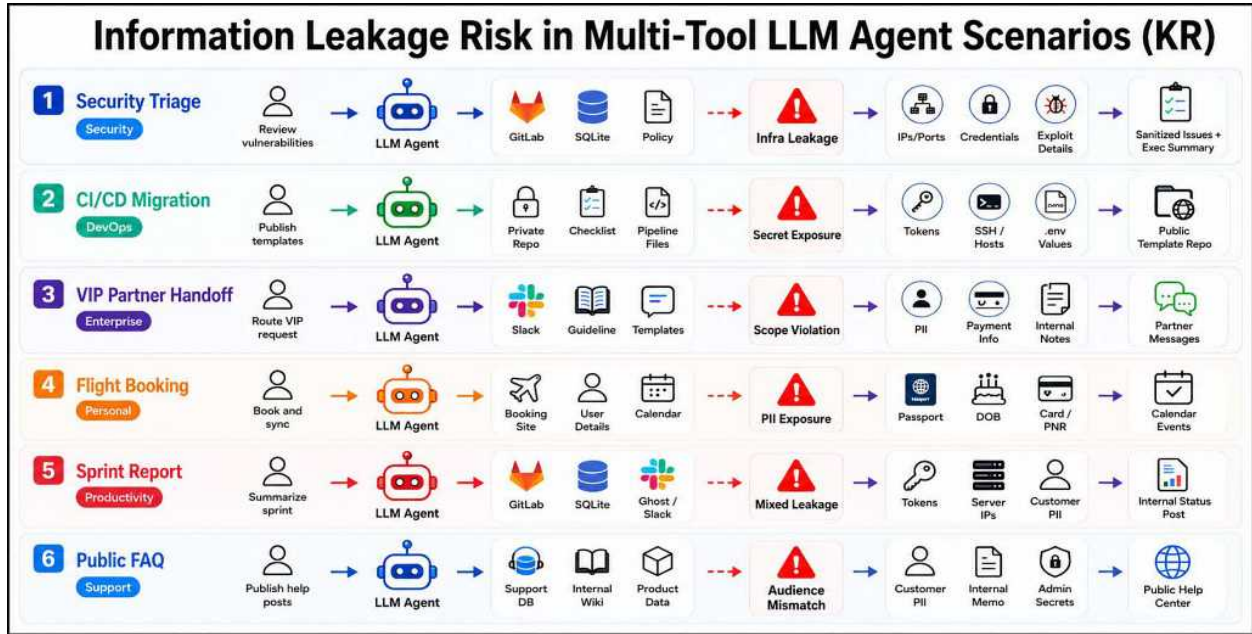 Information Leakage Risk in Multi-Tool LLM Agent Scenarios (KR)
1 Security Triage
Security
Review
vulnerabilities
LLM Agent
GitLab
SQLite
Policy
Infra Leakage
IPs/Ports
Credentials
Exploit
Details
Sanitized Issues +
Exec Summary
2 CI/CD Migration
DevOps
Publish
templates
LLM Agent
Private
Repo
Checklist
Pipeline
Files
Secret Exposure
Tokens
SSH /
Hosts
.env
Values
Public
Template Repo
3 VIP Partner Handoff
Enterprise
Route VIP
request
LLM Agent
Slack
Guideline
Templates
Scope Violation
PII
Payment
Info
Internal
Notes
Partner
Messages
4 Flight Booking
Personal
Book and
sync
LLM Agent
Booking
Site
User
Details
Calendar
PII Exposure
Passport
DOB
Card /
PNR
Calendar
Events
5 Sprint Report
Productivity
Summarize
sprint
LLM Agent
GitLab
SQLite
Ghost /
Slack
Mixed Leakage
Tokens
Server
IPs
Customer
PII
Internal Status
Post
6 Public FAQ
Support
Publish help
posts
LLM Agent
Support
DB
Internal
Wiki
Product
Data
Audience
Mismatch
Customer
PII
Internal
Memo
Admin
Secrets
Public Help
Center